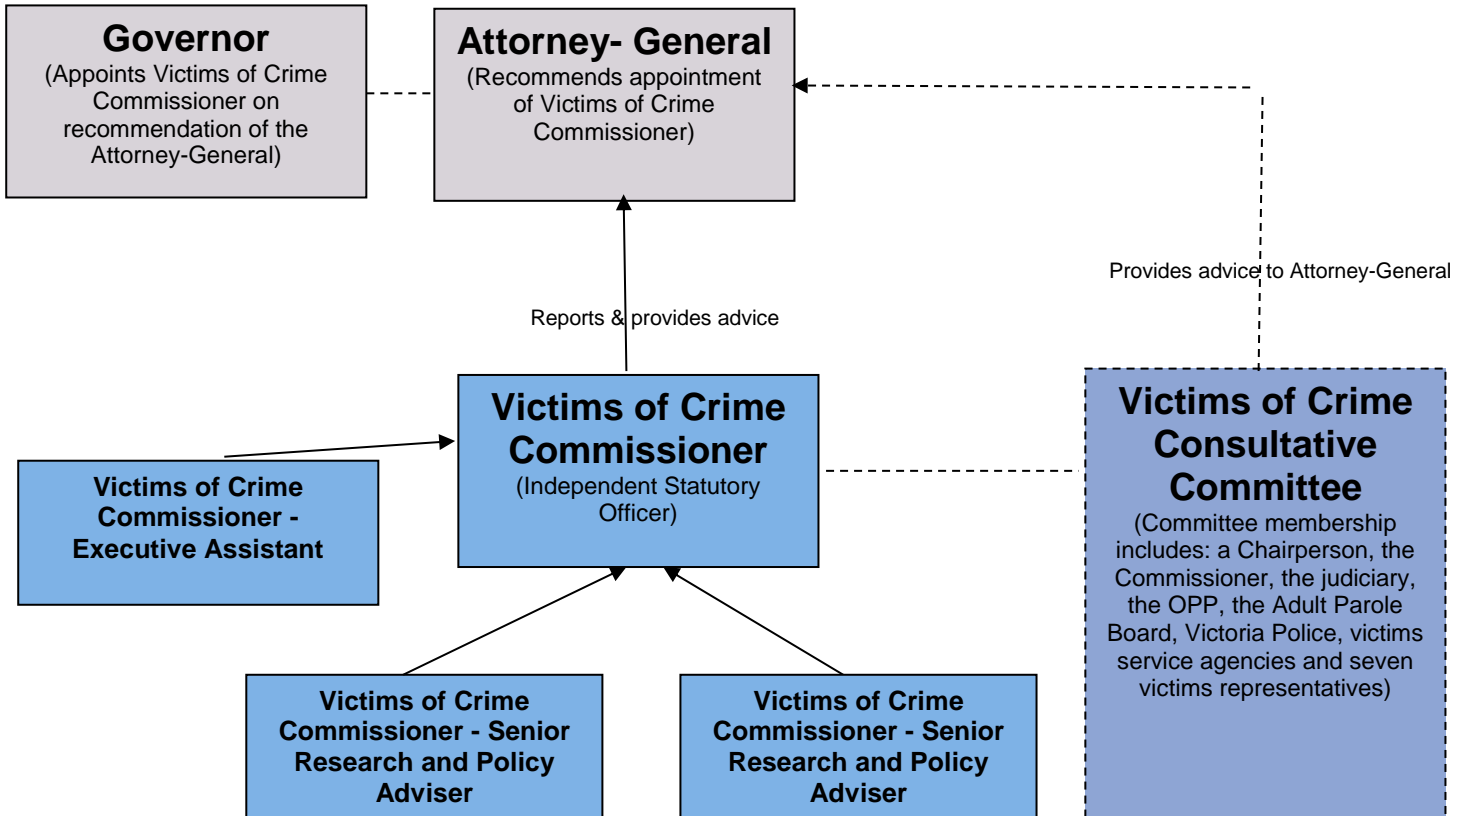 Governor
(Appoints Victims of Crime
Commissioner on
recommendation of the
Attorney-General)
Attorney- General
(Recommends appointment
of Victims of Crime
Commissioner)
Provides advice to Attorney-General
Reports & provides advice
Victims of Crime
Commissioner
(Independent Statutory
Officer)
Victims of Crime
Consultative
Committee
(Committee membership
includes: a Chairperson, the
Commissioner, the judiciary,
the OPP, the Adult Parole
Board, Victoria Police, victims
service agencies and seven
victims representatives)
Victims of Crime
Commissioner -
Executive Assistant
Victims of Crime
Commissioner - Senior
Research and Policy
Adviser
Victims of Crime
Commissioner - Senior
Research and Policy
Adviser